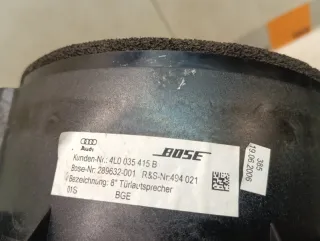 Audi
BOSE
Kunden-Nr.: 4L0 035 415 B
Bose-Nr: 289632-001 R&S-Nr:494 021
Bezeichnung: 8" Türlautsprecher
01S BGE
385
19.06.2006